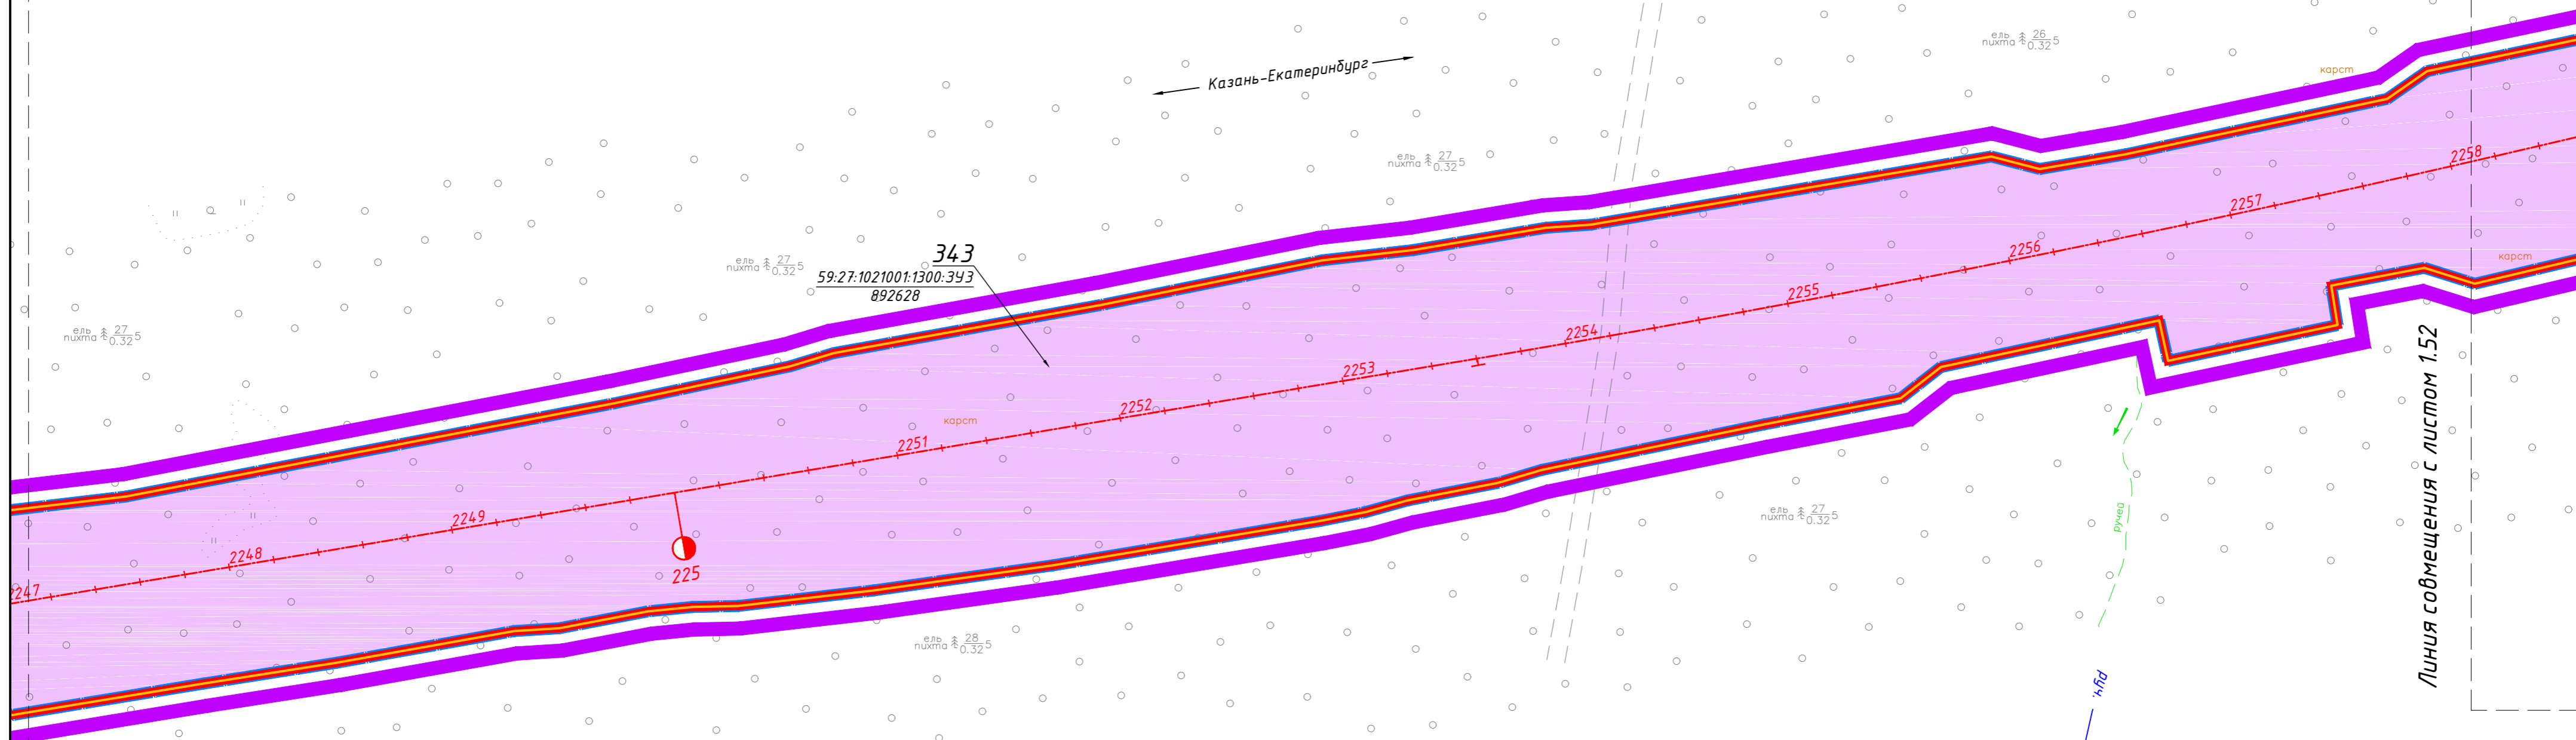 Казань-Екатеринбург
ель 26
пихта 0.32 5
карст
ель 27
пихта 0.32 5
2258
2257
343
59:27:1021001:1300:ЗУ3
892628
ель 27
пихта 0.32 5
2256
карст
2255
ель 27
пихта 0.32 5
2254
2253
2252
карст
2251
2249
2248
2247
225
ель 27
пихта 0.32 5
ручей
ель 28
пихта 0.32 5
руч.
Линия совмещения с листом 1.52